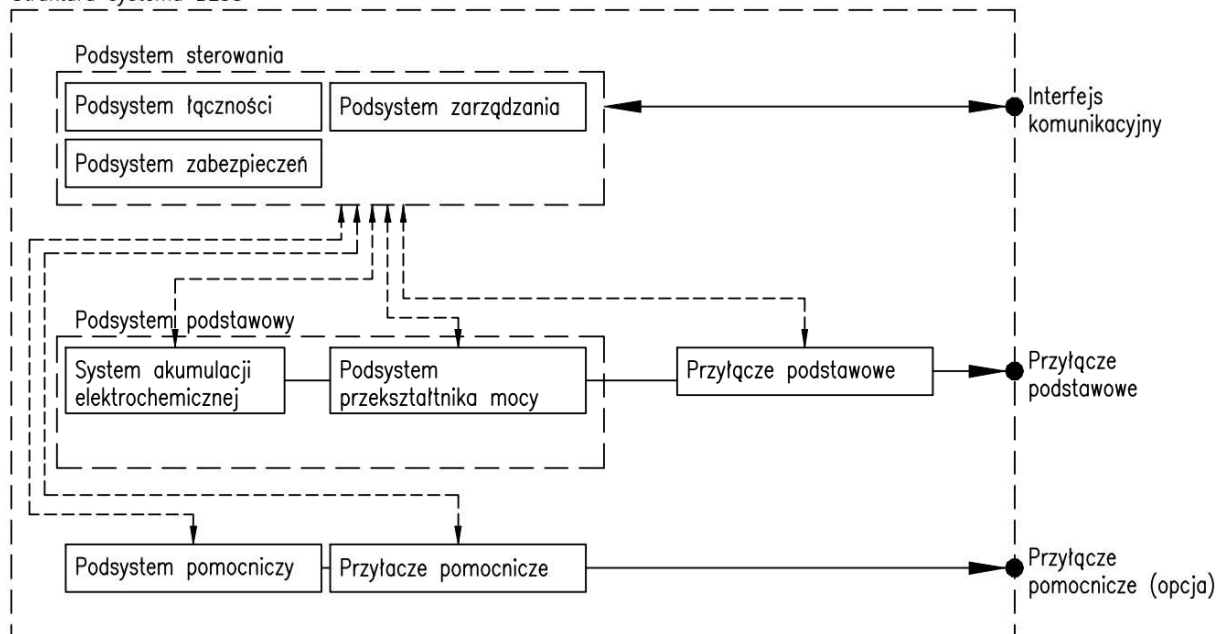 Podsystem sterowania
Podsystem łączności
Podsystem zarządzania
Podsystem zabezpieczeń
Interfejs
komunikacyjny
Podsystem podstawowy
System akumulacji
elektrochemicznej
Podsystem
przekształtnika mocy
Przyłącze podstawowe
Przyłącze
podstawowe
Podsystem pomocniczy
Przyłacze pomocnicze
Przyłącze
pomocnicze (opcja)